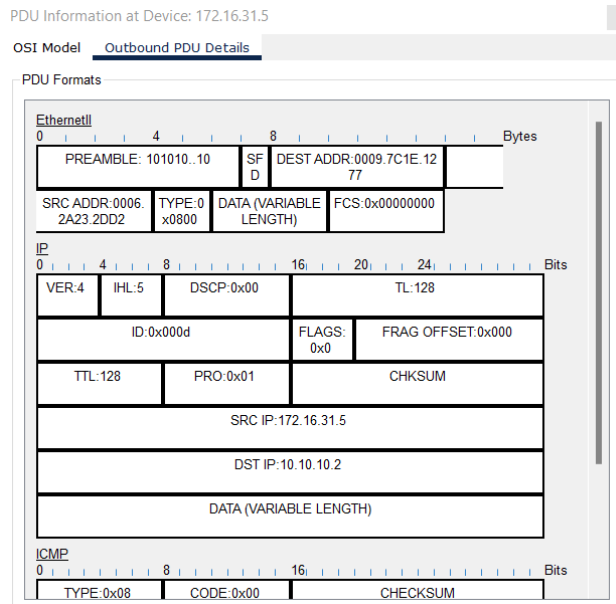 PDU Information at Device: 172.16.31.5
OSI Model Outbound PDU Details
PDU Formats
EthernetII
0 4 8 Bytes
PREAMBLE: 101010..10 SF D DEST ADDR:0009.7C1E.12 77
SRC ADDR:0006. 2A23.2DD2 TYPE:0 x0800 DATA (VARIABLE LENGTH) FCS:0x00000000
IP
0 4 8 16 20 24 Bits
VER:4 IHL:5 DSCP:0x00 TL:128
ID:0x000d FLAGS: 0x0 FRAG OFFSET:0x000
TTL:128 PRO:0x01 CHKSUM
SRC IP:172.16.31.5
DST IP:10.10.10.2
DATA (VARIABLE LENGTH)
ICMP
0 8 16 Bits
TYPE:0x08 CODE:0x00 CHECKSUM